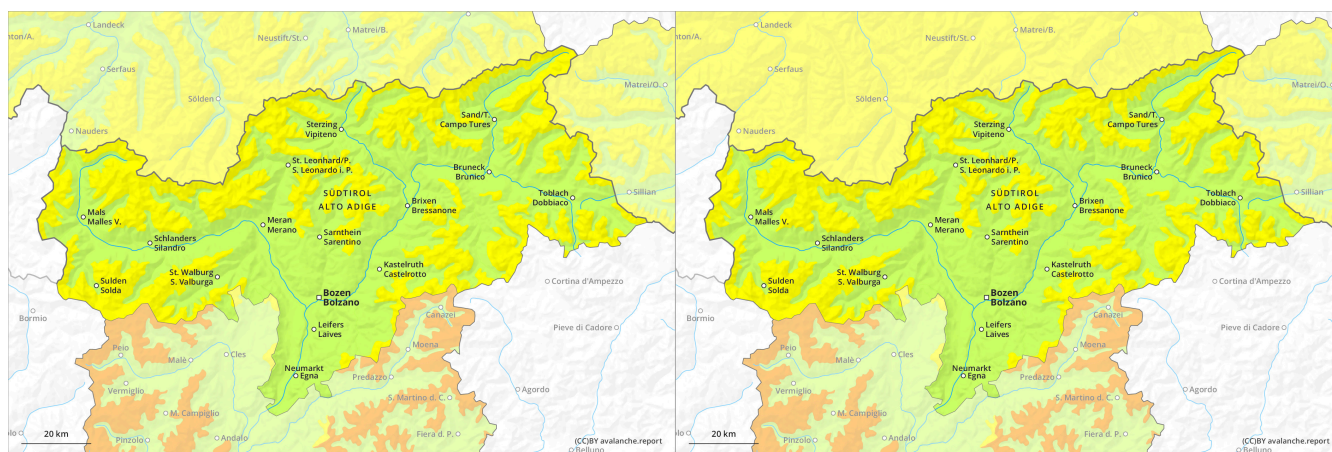 Landeck
nton/A.
Matrei/B.
Neustift/St.
Serfaus
Sölden
Matrei/O.
Nauders
Sterzing
Vipiteno
Sand/T.
Campo Tures
St. Leonhard/P.
S. Leonardo i. P.
Bruneck
Brunico
SÜDTIROL
ALTO ADIGE
Toblach
Dobbiaco
Sillian
Mals
Malles V.
Brixen
Bressanone
Meran
Merano
Schlanders
Silandro
Sarnthein
Sarentino
St. Walburg
S. Valburga
Kastelruth
Castelrotto
Sulden
Solda
Cortina d'Ampezzo
Bozen
Bolzano
Bormio
Canazei
Leifers
Laives
Pieve di Cadore
Peio
Malè
Cles
Moena
Neumarkt
Egna
Predazzo
Vermiglio
Agordo
S. Martino d. C.
M. Campiglio
20 km
Pinzolo
Andalo
Fiera d. P.
(CC)BY avalanche.report
Belluno
Landeck
nton/A.
Matrei/B.
Neustift/St.
Serfaus
Sölden
Matrei/O.
Nauders
Sterzing
Vipiteno
Sand/T.
Campo Tures
St. Leonhard/P.
S. Leonardo i. P.
Bruneck
Brunico
SÜDTIROL
ALTO ADIGE
Toblach
Dobbiaco
Sillian
Mals
Malles V.
Brixen
Bressanone
Meran
Merano
Schlanders
Silandro
Sarnthein
Sarentino
St. Walburg
S. Valburga
Kastelruth
Castelrotto
Sulden
Solda
Cortina d'Ampezzo
Bozen
Bolzano
Bormio
Canazei
Leifers
Laives
Pieve di Cadore
Peio
Malè
Cles
Moena
Neumarkt
Egna
Predazzo
Vermiglio
Agordo
S. Martino d. C.
M. Campiglio
20 km
Pinzolo
Andalo
Fiera d. P.
(CC)BY avalanche.report
Belluno